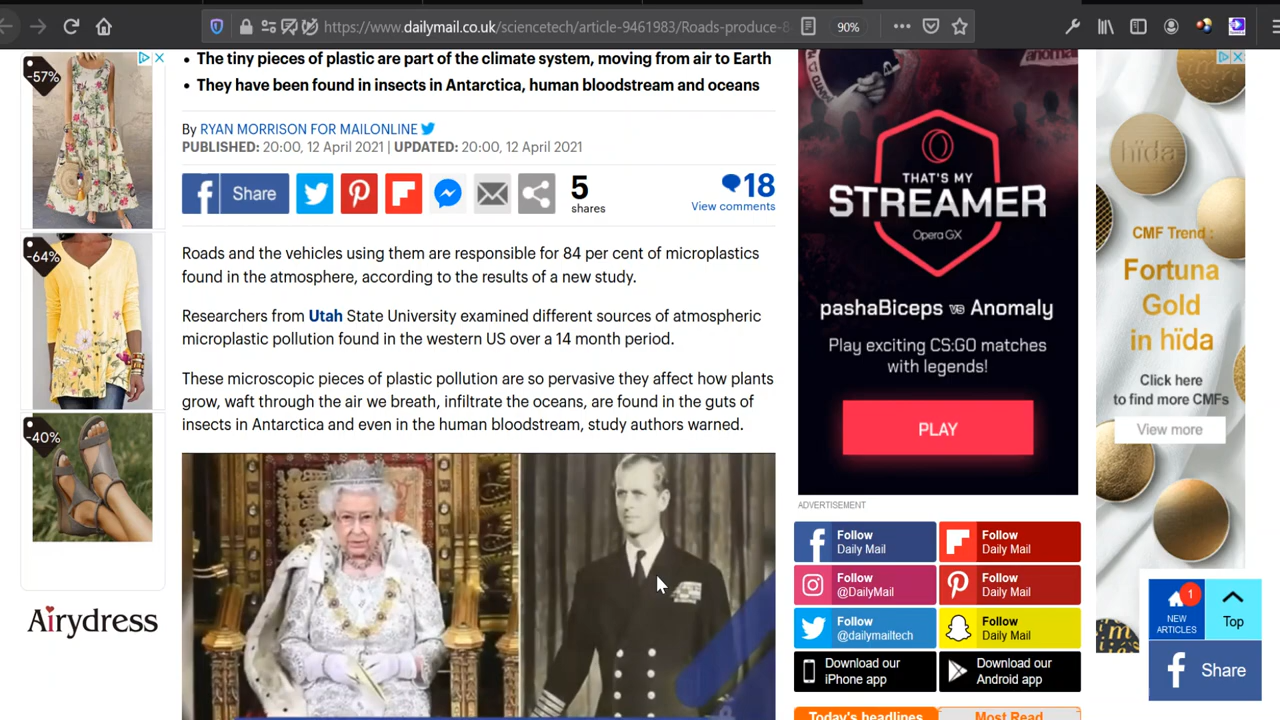 https://www.dailymail.co.uk/sciencetech/article-9461983/Roads-produce-8
90%
-57%
-64%
-40%
Airydress
• The tiny pieces of plastic are part of the climate system, moving from air to Earth
• They have been found in insects in Antarctica, human bloodstream and oceans
By RYAN MORRISON FOR MAILONLINE
PUBLISHED: 20:00, 12 April 2021 | UPDATED: 20:00, 12 April 2021
Share
5
shares
18
View comments
Roads and the vehicles using them are responsible for 84 per cent of microplastics
found in the atmosphere, according to the results of a new study.
Researchers from Utah State University examined different sources of atmospheric
microplastic pollution found in the western US over a 14 month period.
These microscopic pieces of plastic pollution are so pervasive they affect how plants
grow, waft through the air we breath, infiltrate the oceans, are found in the guts of
insects in Antarctica and even in the human bloodstream, study authors warned.
THAT'S MY
STREAMER
Opera GX
pashaBiceps vs Anomaly
Play exciting CS:GO matches
with legends!
PLAY
ADVERTISEMENT
Follow
Daily Mail
Follow
Daily Mail
Follow
@DailyMail
Follow
Daily Mail
Follow
@dailymailtech
Follow
Daily Mail
Download our
iPhone app
Download our
Android app
Today's headlines
Most Read
hïda
CMF Trend :
Fortuna
Gold
in hïda
Click here
to find more CMFs
View more
1
NEW
ARTICLES
Top
Share